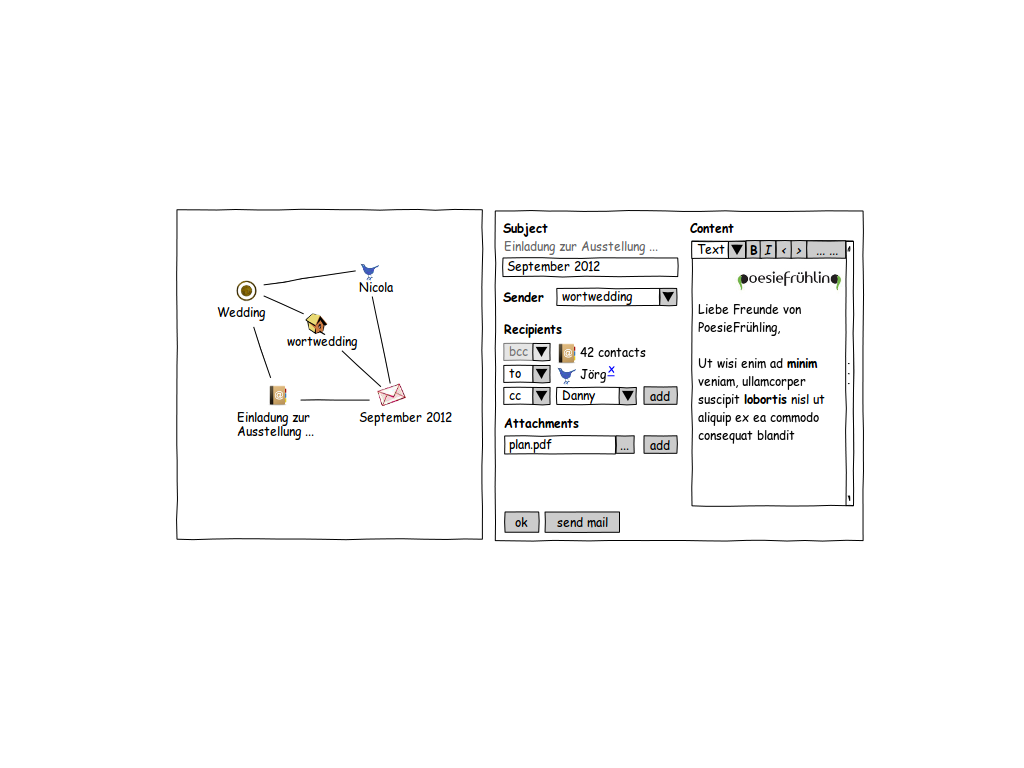 Nicola
Wedding
wortwedding
Einladung zur
Ausstellung ...
September 2012
Subject
Einladung zur Ausstellung ...
September 2012
Sender
wortwedding
Recipients
bcc
42 contacts
to
Jörg x
cc
Danny
add
Attachments
plan.pdf
...
add
ok
send mail
Content
Text
B
I
<
>
... ...
poesiefrühlin
Liebe Freunde von
PoesieFrühling,
Ut wisi enim ad minim
veniam, ullamcorper
suscipit lobortis nisl ut
aliquip ex ea commodo
consequat blandit